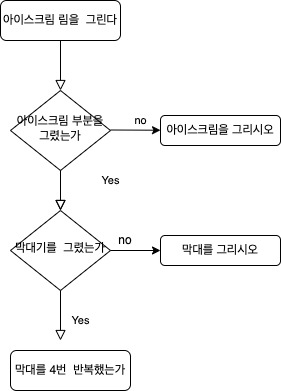 아이스크림 림을 그린다
아이스크림 부분을
그렸는가
no
아이스크림을 그리시오
Yes
막대기를 그렸는가
no
막대를 그리시오
Yes
막대를 4번 반복했는가